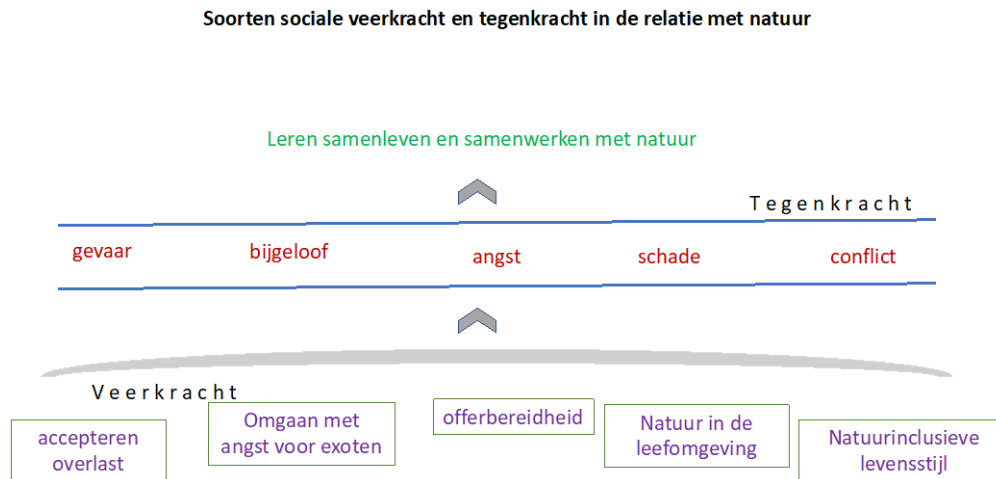 Soorten sociale veerkracht en tegenkracht in de relatie met natuur
Leren samenleven en samenwerken met natuur
Tegenkracht
gevaar
bijgeloof
angst
schade
conflict
Veerkracht
accepteren
overlast
Omgaan met
angst voor exoten
offerbereidheid
Natuur in de
leefomgeving
Natuurinclusieve
levensstijl